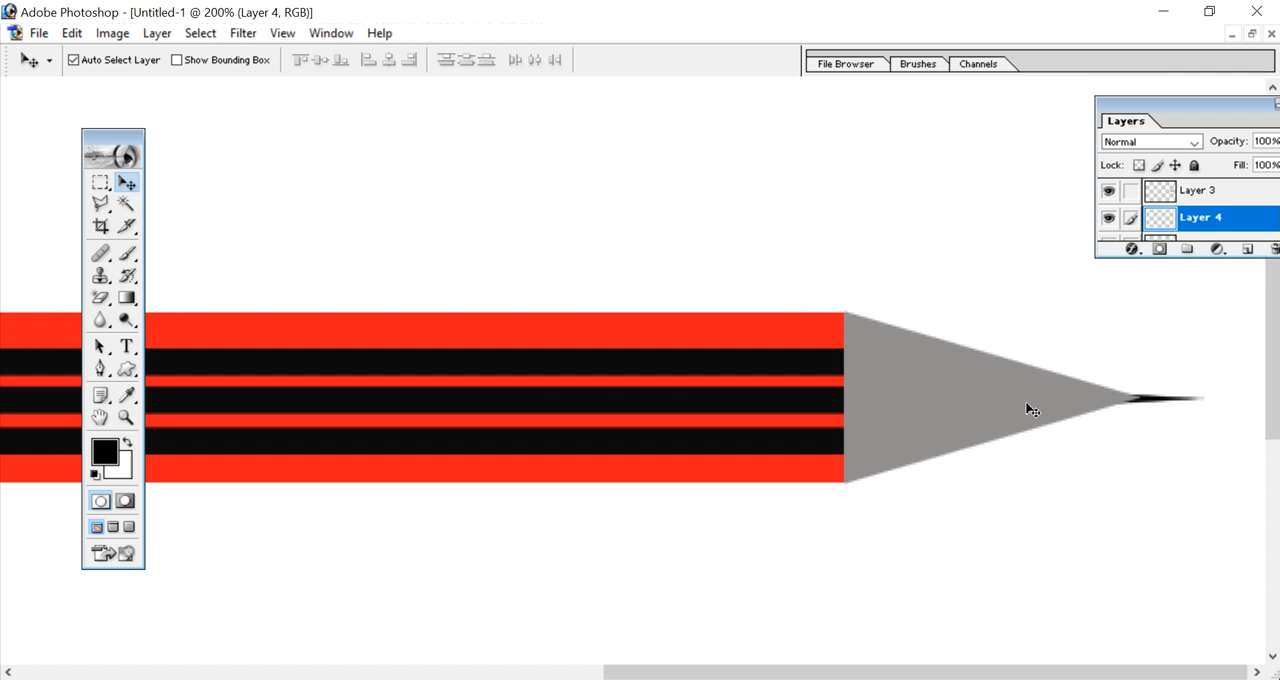 Adobe Photoshop - [Untitled-1 @ 200% (Layer 4, RGB)]
File Edit Image Layer Select Filter View Window Help
Auto Select Layer Show Bounding Box File Browser Brushes Channels
Layers
Normal Opacity: 100%
Lock: Fill: 100%
Layer 3
Layer 4
T